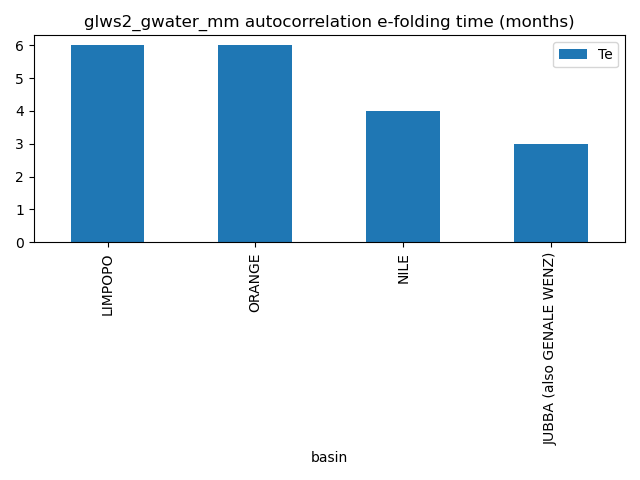 glws2_gwater_mm autocorrelation e-folding time (months)
Te
6
5
4
3
2
1
0
LIMPOPO
ORANGE
NILE
JUBBA (also GENALE WENZ)
basin